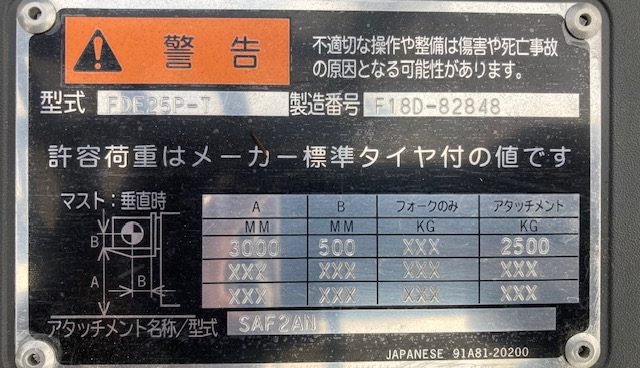 警告
不適切な操作や整備は傷害や死亡事故
の原因となる可能性があります。
型式 FDE25P-T 製造番号 F18D-82848
許容荷重はメーカー標準タイヤ付の値です
マスト:垂直時
A B フォークのみ アタッチメント
MM MM KG KG
3000 500 XXX 2500
XXX XXX XXX XXX
XXX XXX XXX XXX
B
A
B
アタッチメント名称/型式 SAF2AN
JAPANESE 91A81-20200